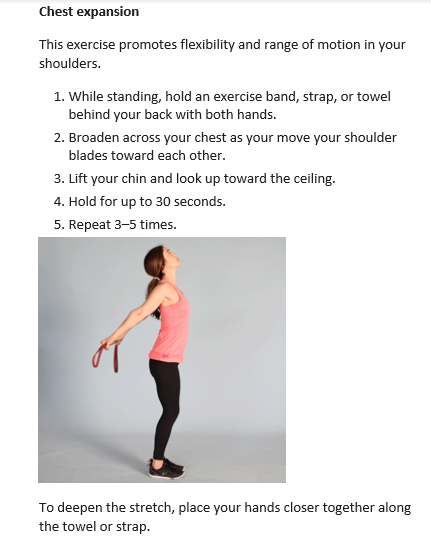 Chest expansion
This exercise promotes flexibility and range of motion in your
shoulders.
1. While standing, hold an exercise band, strap, or towel
behind your back with both hands.
2. Broaden across your chest as your move your shoulder
blades toward each other.
3. Lift your chin and look up toward the ceiling.
4. Hold for up to 30 seconds.
5. Repeat 3–5 times.
To deepen the stretch, place your hands closer together along
the towel or strap.